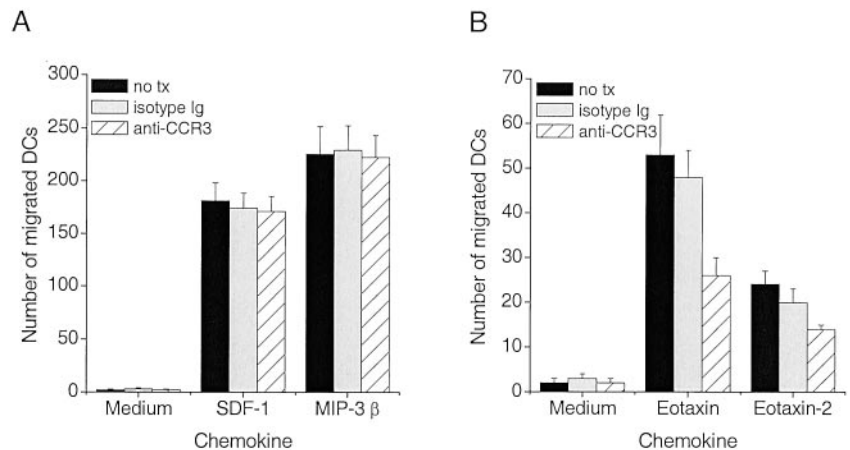 A
Number of migrated DCs
300
250
200
150
100
50
0
no tx
isotype Ig
anti-CCR3
Medium SDF-1 MIP-3 β
Chemokine
B
Number of migrated DCs
70
60
50
40
30
20
10
0
no tx
isotype Ig
anti-CCR3
Medium Eotaxin Eotaxin-2
Chemokine